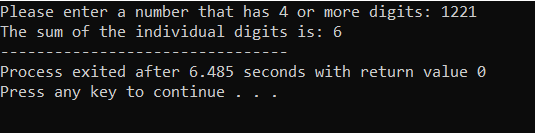 Please enter a number that has 4 or more digits: 1221
The sum of the individual digits is: 6
--------------------------------
Process exited after 6.485 seconds with return value 0
Press any key to continue . . .